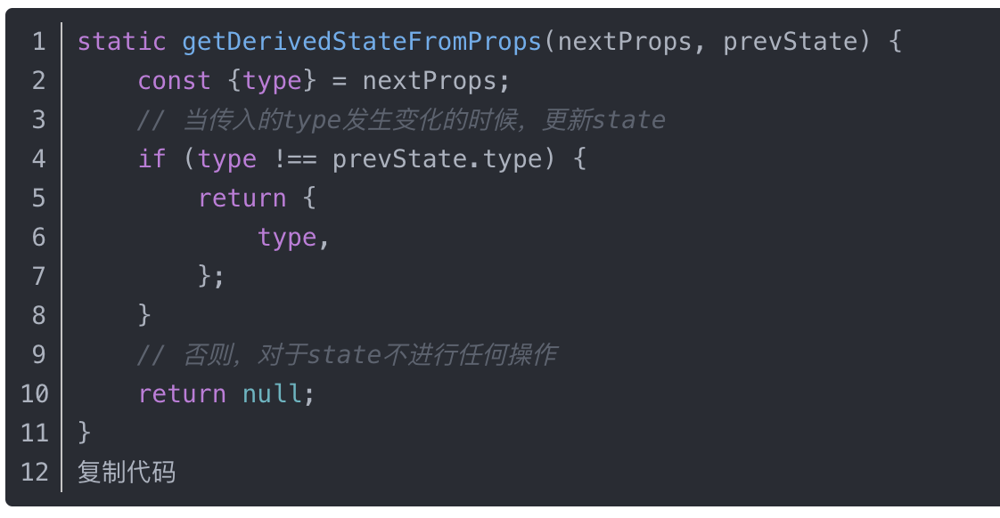 1 static getDerivedStateFromProps(nextProps, prevState) {
2     const {type} = nextProps;
3     // 当传入的type发生变化的时候，更新state
4     if (type !== prevState.type) {
5         return {
6             type,
7         };
8     }
9     // 否则，对于state不进行任何操作
10     return null;
11 }
12 复制代码